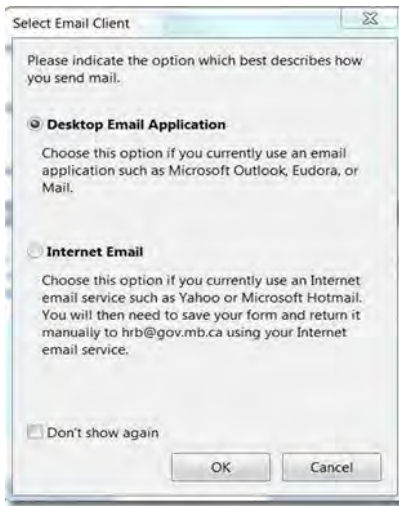 Select Email Client
Please indicate the option which best describes how
you send mail.
Desktop Email Application
Choose this option if you currently use an email
application such as Microsoft Outlook, Eudora, or
Mail.
Internet Email
Choose this option if you currently use an Internet
email service such as Yahoo or Microsoft Hotmail.
You will then need to save your form and return it
manually to hrb@gov.mb.ca using your Internet
email service.
Don't show again
OK
Cancel